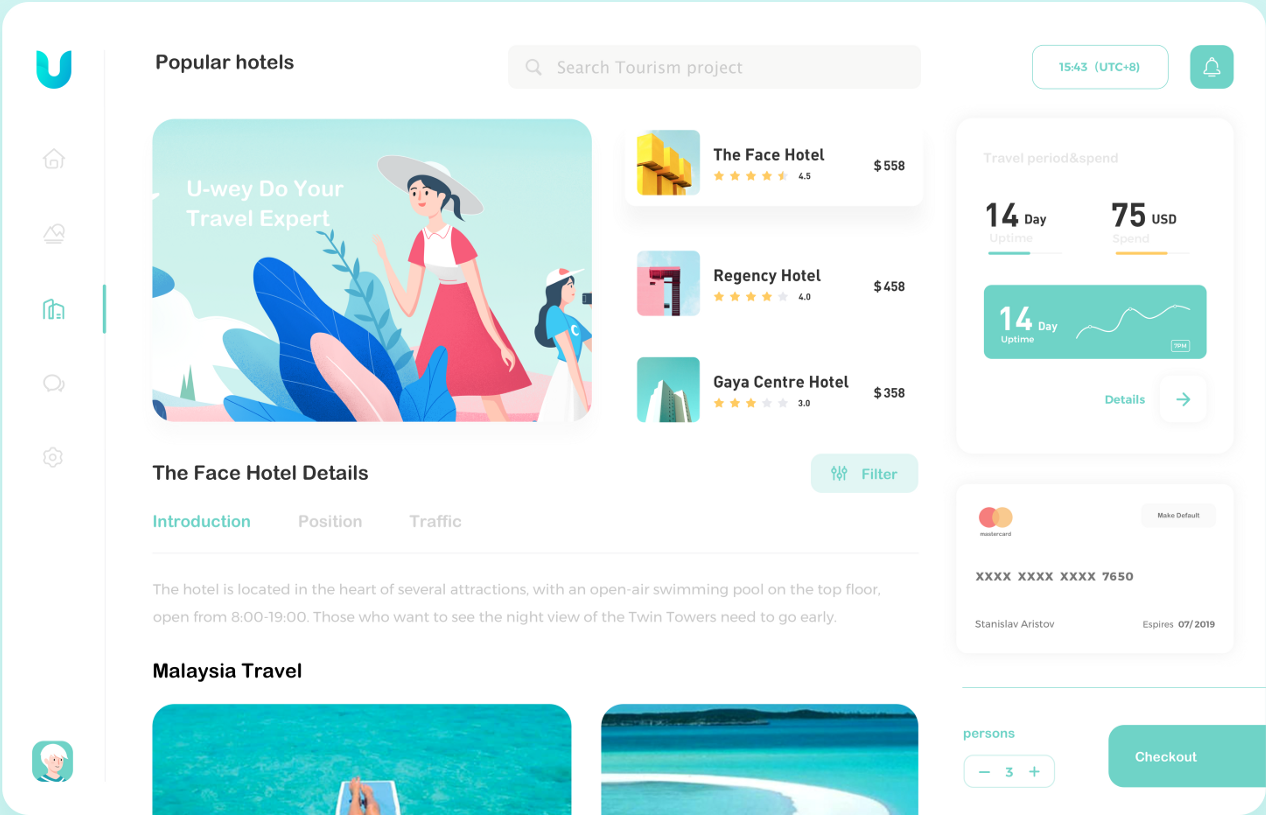 Popular hotels
Search Tourism project
15:43 (UTC+8)
U-wey Do Your
Travel Expert
The Face Hotel
4.5
$558
Regency Hotel
4.0
$458
Gaya Centre Hotel
3.0
$358
Travel period&spend
14 Day
Uptime
75 USD
Spend
14 Day
Uptime
7PM
Details
The Face Hotel Details
Filter
Introduction
Position
Traffic
The hotel is located in the heart of several attractions, with an open-air swimming pool on the top floor,
open from 8:00-19:00. Those who want to see the night view of the Twin Towers need to go early.
mastercard
Make Default
XXXX XXXX XXXX 7650
Stanislav Aristov
Espires 07/2019
Malaysia Travel
persons
3
Checkout